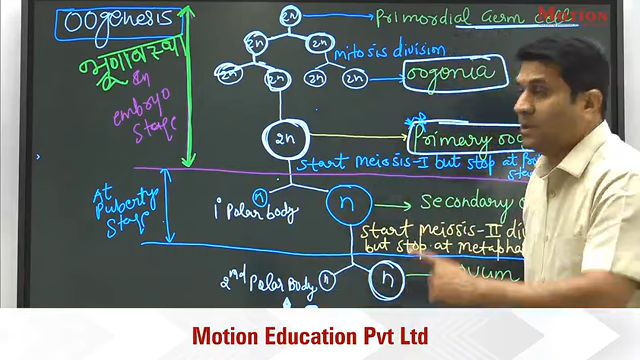 Oogenesis
2n
Primordial Germ cell
Motion
2n
2n
mitosis division
भ्रूणावस्था
2n
2n
2n
2n
oogonia
embryo
Stage
2n
Primary
Start meiosis-I but stop at
At
Puberty
Stage
n
1st Polar body
n
Secondary
Start meiosis-II
but stop at metaphas
2nd Polar Body
n
n
ovum
Motion Education Pvt Ltd